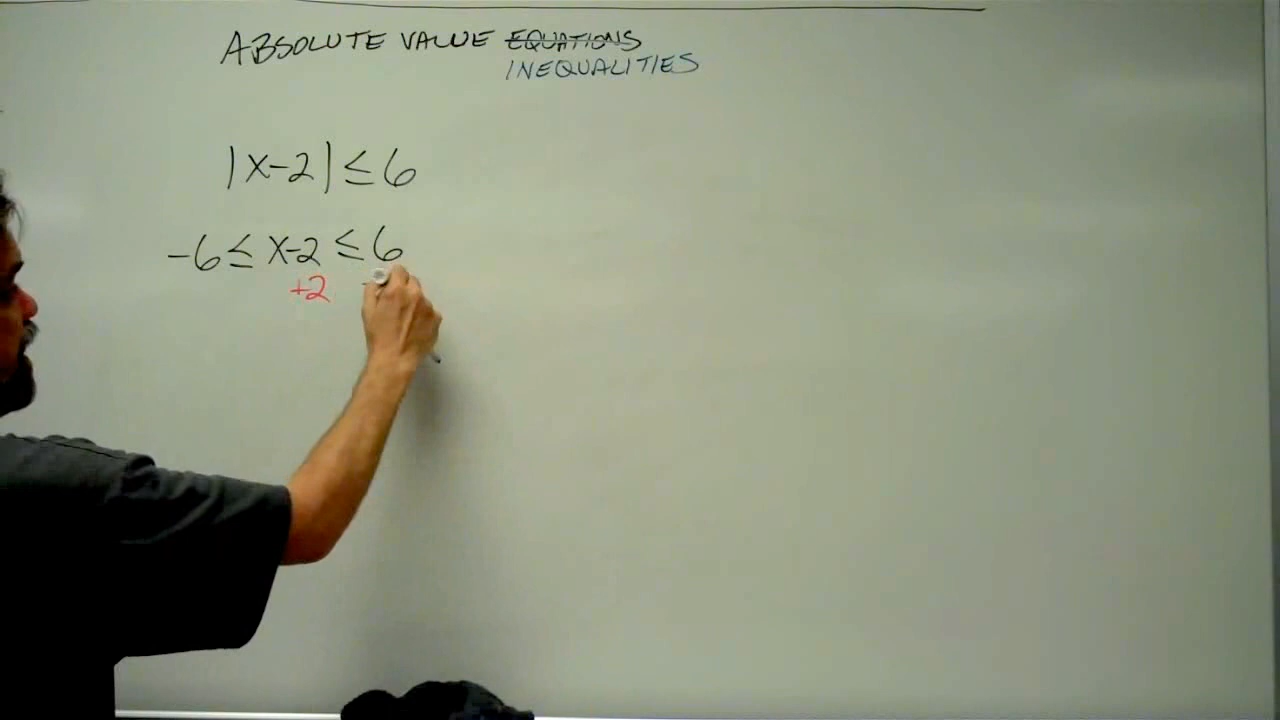 ABSOLUTE VALUE EQUATIONS
INEQUALITIES
|x-2| ≤ 6
-6 ≤ x-2 ≤ 6
+2